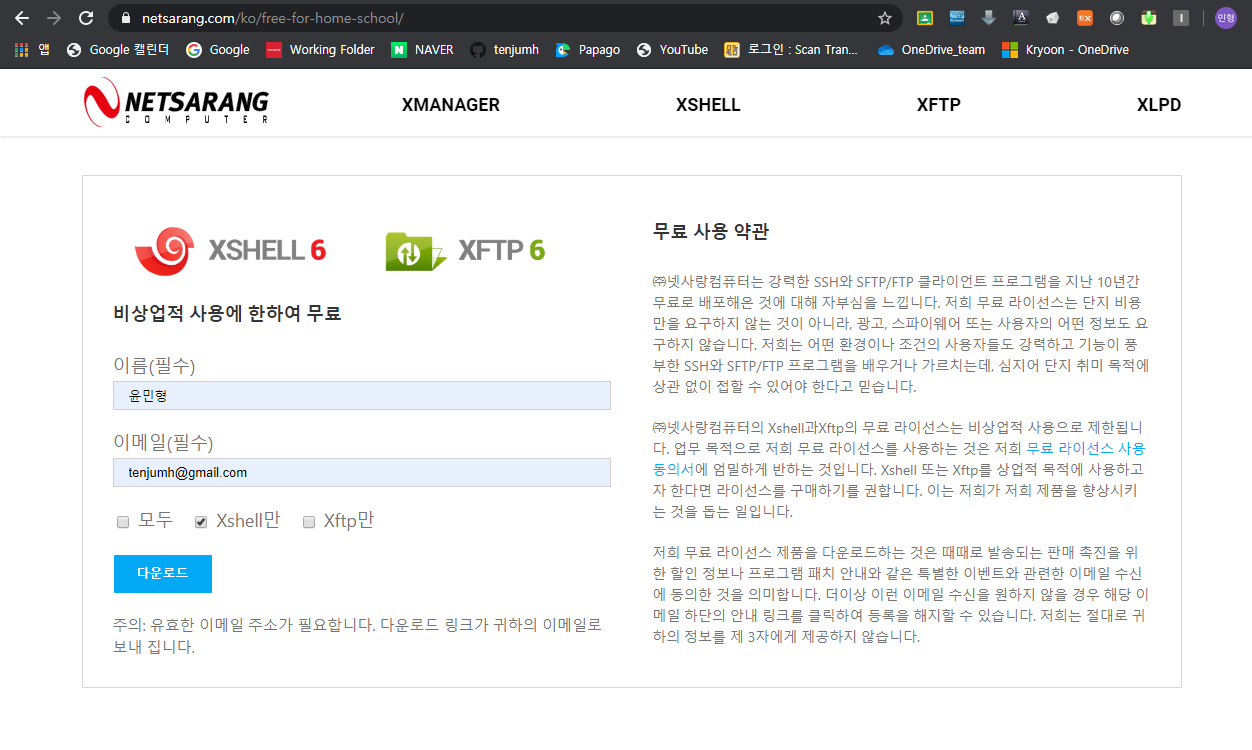 netsarang.com/ko/free-for-home-school/
민형
앱 Google 캘린더 Google Working Folder NAVER tenjumh Papago YouTube 로그인 : Scan Tran... OneDrive_team Kryoon - OneDrive
NETSARANG
COMPUTER
XMANAGER XSHELL XFTP XLPD
XSHELL 6 XFTP 6
비상업적 사용에 한하여 무료
이름(필수)
윤민형
이메일(필수)
tenjumh@gmail.com
모두 Xshell만 Xftp만
다운로드
주의: 유효한 이메일 주소가 필요합니다. 다운로드 링크가 귀하의 이메일로
보내 집니다.
무료 사용 약관
㈜넷사랑컴퓨터는 강력한 SSH와 SFTP/FTP 클라이언트 프로그램을 지난 10년간
무료로 배포해온 것에 대해 자부심을 느낍니다. 저희 무료 라이선스는 단지 비용
만을 요구하지 않는 것이 아니라, 광고, 스파이웨어 또는 사용자의 어떤 정보도 요
구하지 않습니다. 저희는 어떤 환경이나 조건의 사용자들도 강력하고 기능이 풍
부한 SSH와 SFTP/FTP 프로그램을 배우거나 가르치는데, 심지어 단지 취미 목적에
상관 없이 접할 수 있어야 한다고 믿습니다.
㈜넷사랑컴퓨터의 Xshell과Xftp의 무료 라이선스는 비상업적 사용으로 제한됩니
다. 업무 목적으로 저희 무료 라이선스를 사용하는 것은 저희 무료 라이선스 사용
동의서에 엄밀하게 반하는 것입니다. Xshell 또는 Xftp를 상업적 목적에 사용하고
자 한다면 라이선스를 구매하기를 권합니다. 이는 저희가 저희 제품을 향상시키
는 것을 돕는 일입니다.
저희 무료 라이선스 제품을 다운로드하는 것은 때때로 발송되는 판매 촉진을 위
한 할인 정보나 프로그램 패치 안내와 같은 특별한 이벤트와 관련한 이메일 수신
에 동의한 것을 의미합니다. 더이상 이런 이메일 수신을 원하지 않을 경우 해당 이
메일 하단의 안내 링크를 클릭하여 등록을 해지할 수 있습니다. 저희는 절대로 귀
하의 정보를 제 3자에게 제공하지 않습니다.